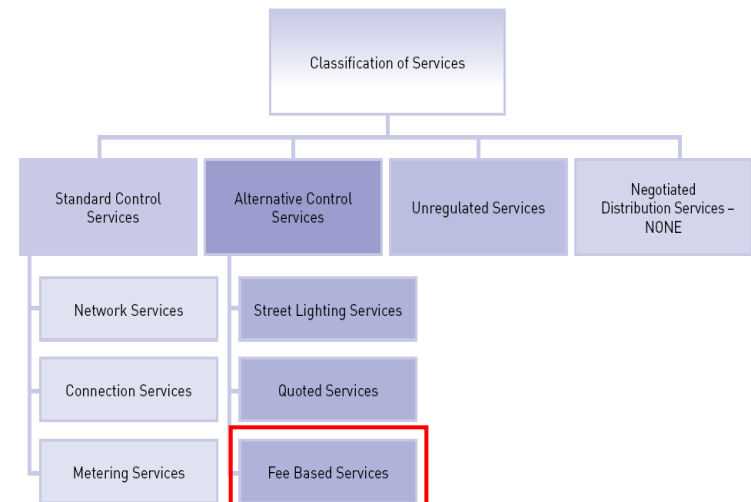 Classification of Services
Standard Control
Services
Alternative Control
Services
Unregulated Services
Negotiated
Distribution Services –
NONE
Network Services
Street Lighting Services
Connection Services
Quoted Services
Metering Services
Fee Based Services